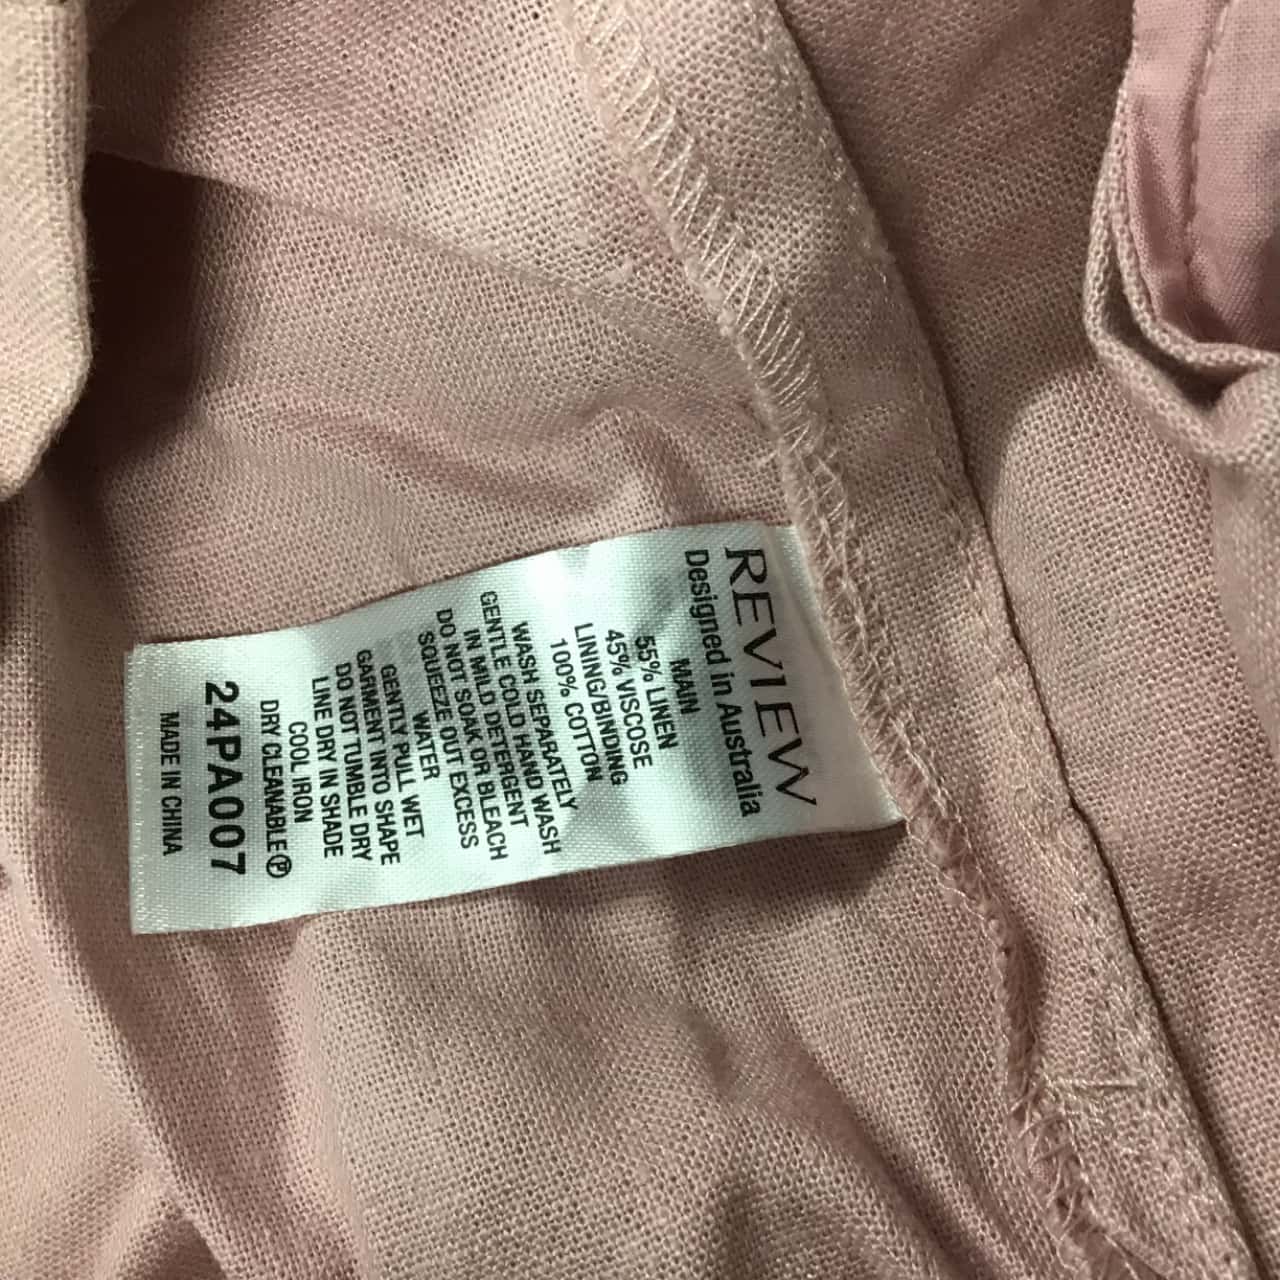 REVIEW
Designed in Australia
MAIN
55% LINEN
45% VISCOSE
LINING/BINDING
100% COTTON
WASH SEPARATELY
GENTLE COLD HAND WASH
IN MILD DETERGENT
DO NOT SOAK OR BLEACH
SQUEEZE OUT EXCESS
WATER
GENTLY PULL WET
GARMENT INTO SHAPE
DO NOT TUMBLE DRY
LINE DRY IN SHADE
COOL IRON
DRY CLEANABLE Ⓟ
24PA007
MADE IN CHINA